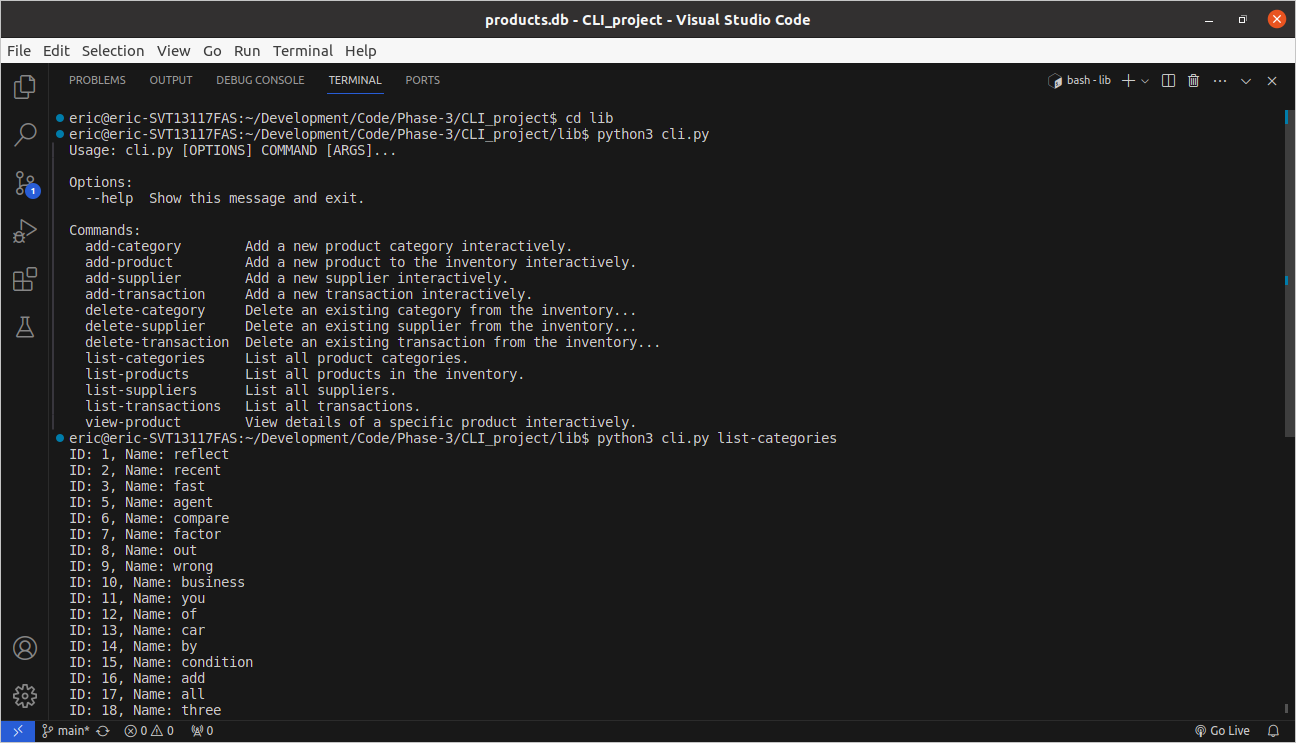 products.db - CLI_project - Visual Studio Code
File Edit Selection View Go Run Terminal Help
PROBLEMS OUTPUT DEBUG CONSOLE TERMINAL PORTS bash - lib
eric@eric-SVT13117FAS:~/Development/Code/Phase-3/CLI_project$ cd lib
eric@eric-SVT13117FAS:~/Development/Code/Phase-3/CLI_project/lib$ python3 cli.py
Usage: cli.py [OPTIONS] COMMAND [ARGS]...
Options:
  --help  Show this message and exit.
Commands:
  add-category        Add a new product category interactively.
  add-product         Add a new product to the inventory interactively.
  add-supplier        Add a new supplier interactively.
  add-transaction     Add a new transaction interactively.
  delete-category     Delete an existing category from the inventory...
  delete-supplier     Delete an existing supplier from the inventory...
  delete-transaction  Delete an existing transaction from the inventory...
  list-categories     List all product categories.
  list-products       List all products in the inventory.
  list-suppliers      List all suppliers.
  list-transactions   List all transactions.
  view-product        View details of a specific product interactively.
eric@eric-SVT13117FAS:~/Development/Code/Phase-3/CLI_project/lib$ python3 cli.py list-categories
ID: 1, Name: reflect
ID: 2, Name: recent
ID: 3, Name: fast
ID: 5, Name: agent
ID: 6, Name: compare
ID: 7, Name: factor
ID: 8, Name: out
ID: 9, Name: wrong
ID: 10, Name: business
ID: 11, Name: you
ID: 12, Name: of
ID: 13, Name: car
ID: 14, Name: by
ID: 15, Name: condition
ID: 16, Name: add
ID: 17, Name: all
ID: 18, Name: three
1
main* 0 0 0 Go Live